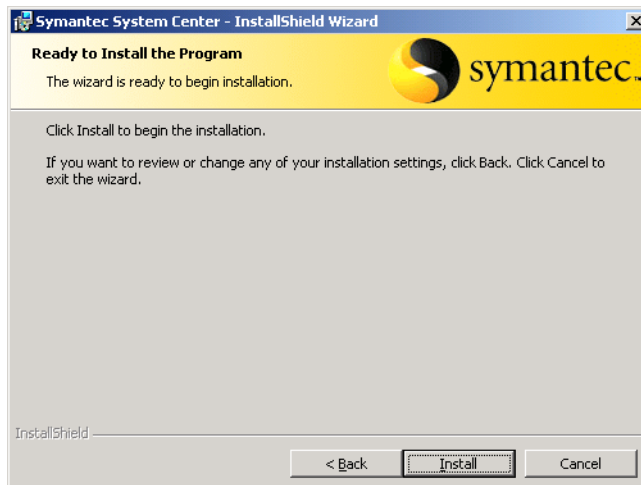 Symantec System Center - InstallShield Wizard
Ready to Install the Program
The wizard is ready to begin installation.
symantec™
Click Install to begin the installation.
If you want to review or change any of your installation settings, click Back. Click Cancel to
exit the wizard.
InstallShield
< Back
Install
Cancel